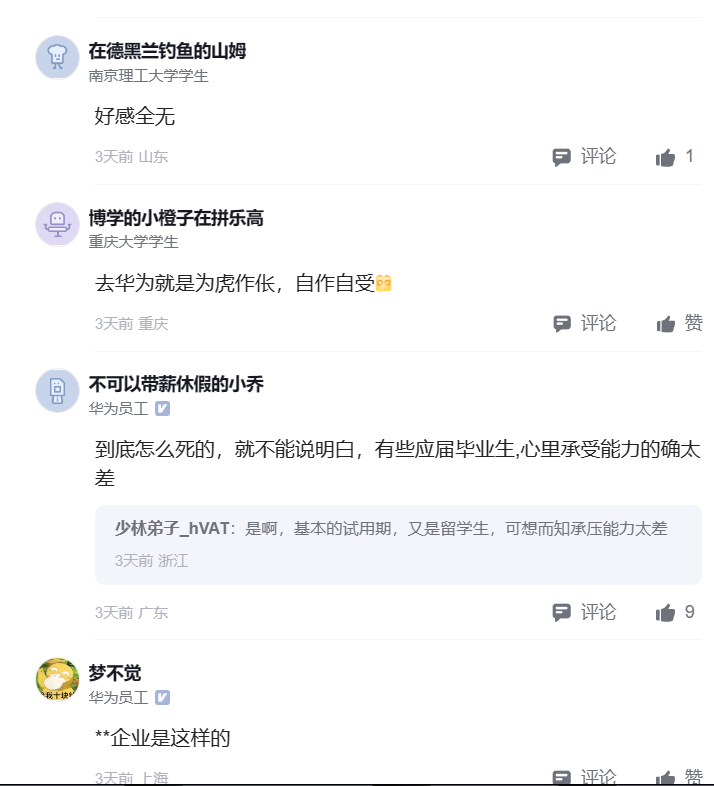 在德黑兰钓鱼的山姆
南京理工大学学生
好感全无
3天前 山东
评论 1
博学的小橙子在拼乐高
重庆大学学生
去华为就是为虎作伥，自作自受
3天前 重庆
评论 赞
不可以带薪休假的小乔
华为员工
到底怎么死的，就不能说明白，有些应届毕业生,心里承受能力的确太
差
少林弟子_hVAT：是啊，基本的试用期，又是留学生，可想而知承压能力太差
3天前 浙江
3天前 广东
评论 9
梦不觉
华为员工
**企业是这样的
3天前 上海
评论 赞